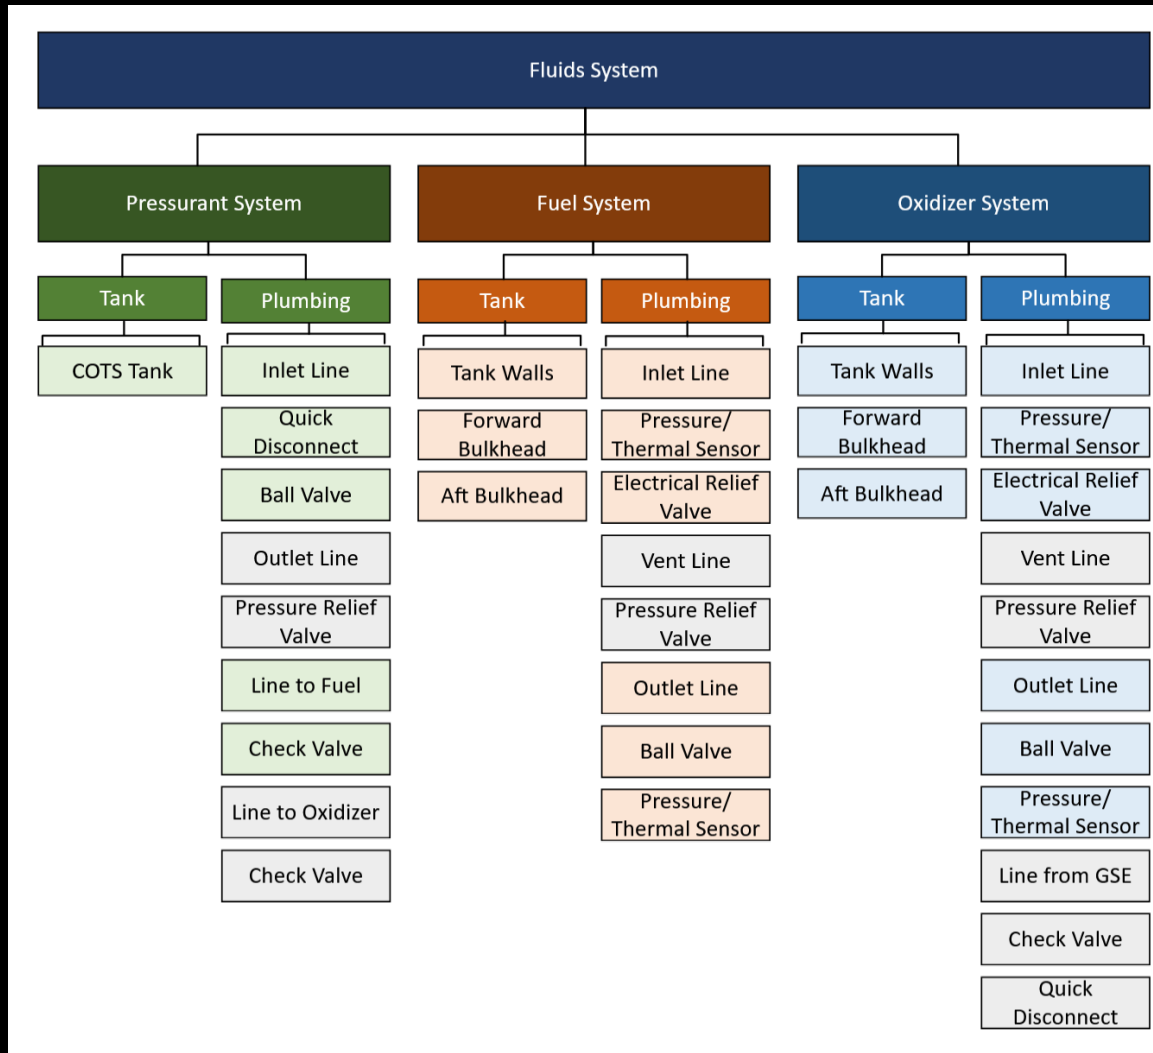 Fluids System
Pressurant System
Fuel System
Oxidizer System
Tank
Plumbing
Tank
Plumbing
Tank
Plumbing
COTS Tank
Inlet Line
Quick
Disconnect
Ball Valve
Outlet Line
Pressure Relief
Valve
Line to Fuel
Check Valve
Line to Oxidizer
Check Valve
Tank Walls
Forward
Bulkhead
Aft Bulkhead
Inlet Line
Pressure/
Thermal Sensor
Electrical Relief
Valve
Vent Line
Pressure Relief
Valve
Outlet Line
Ball Valve
Pressure/
Thermal Sensor
Tank Walls
Forward
Bulkhead
Aft Bulkhead
Inlet Line
Pressure/
Thermal Sensor
Electrical Relief
Valve
Vent Line
Pressure Relief
Valve
Outlet Line
Ball Valve
Pressure/
Thermal Sensor
Line from GSE
Check Valve
Quick
Disconnect